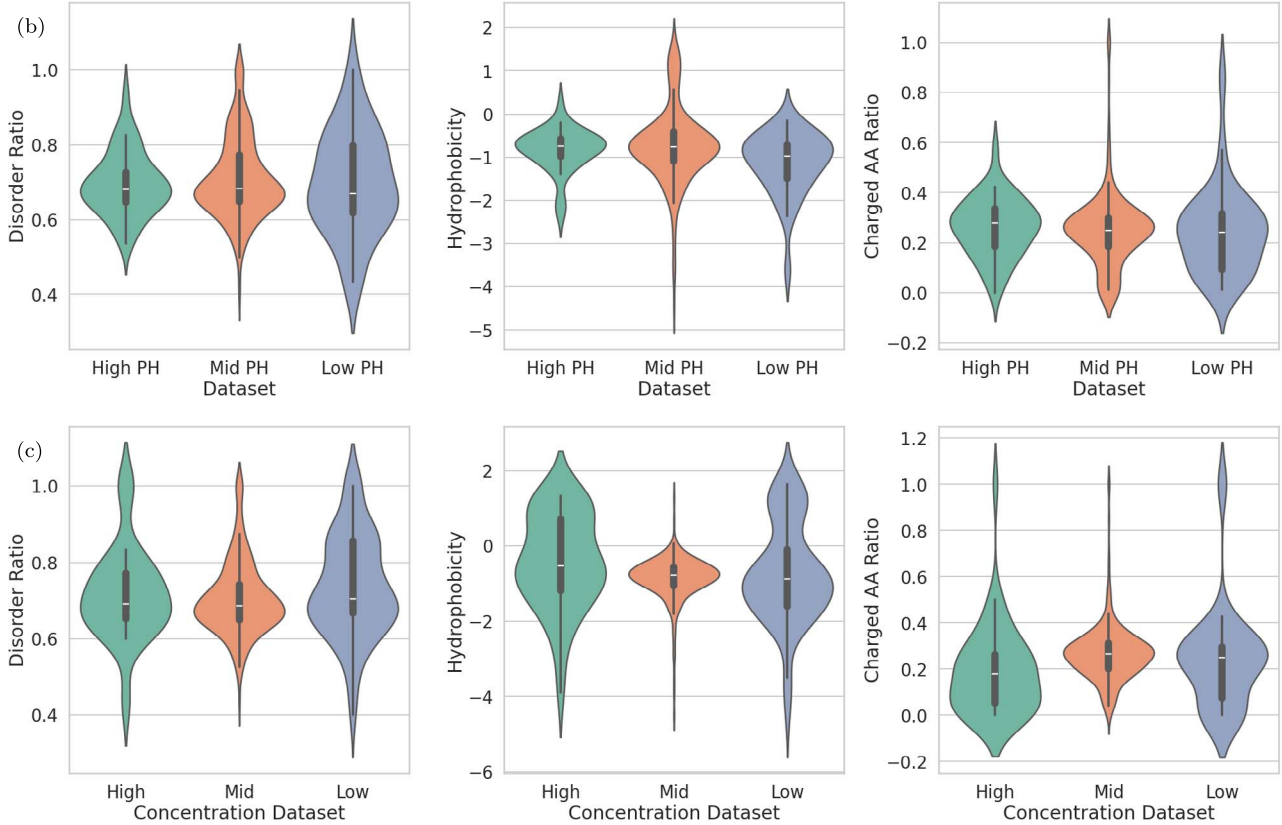 (b)
Disorder Ratio
1.0
0.8
0.6
0.4
High PH Mid PH Low PH
Dataset
Hydrophobicity
2
1
0
−1
−2
−3
−4
−5
High PH Mid PH Low PH
Dataset
Charged AA Ratio
1.0
0.8
0.6
0.4
0.2
0.0
−0.2
High PH Mid PH Low PH
Dataset
(c)
Disorder Ratio
1.0
0.8
0.6
0.4
High Mid Low
Concentration Dataset
Hydrophobicity
2
0
−2
−4
−6
High Mid Low
Concentration Dataset
Charged AA Ratio
1.2
1.0
0.8
0.6
0.4
0.2
0.0
−0.2
High Mid Low
Concentration Dataset